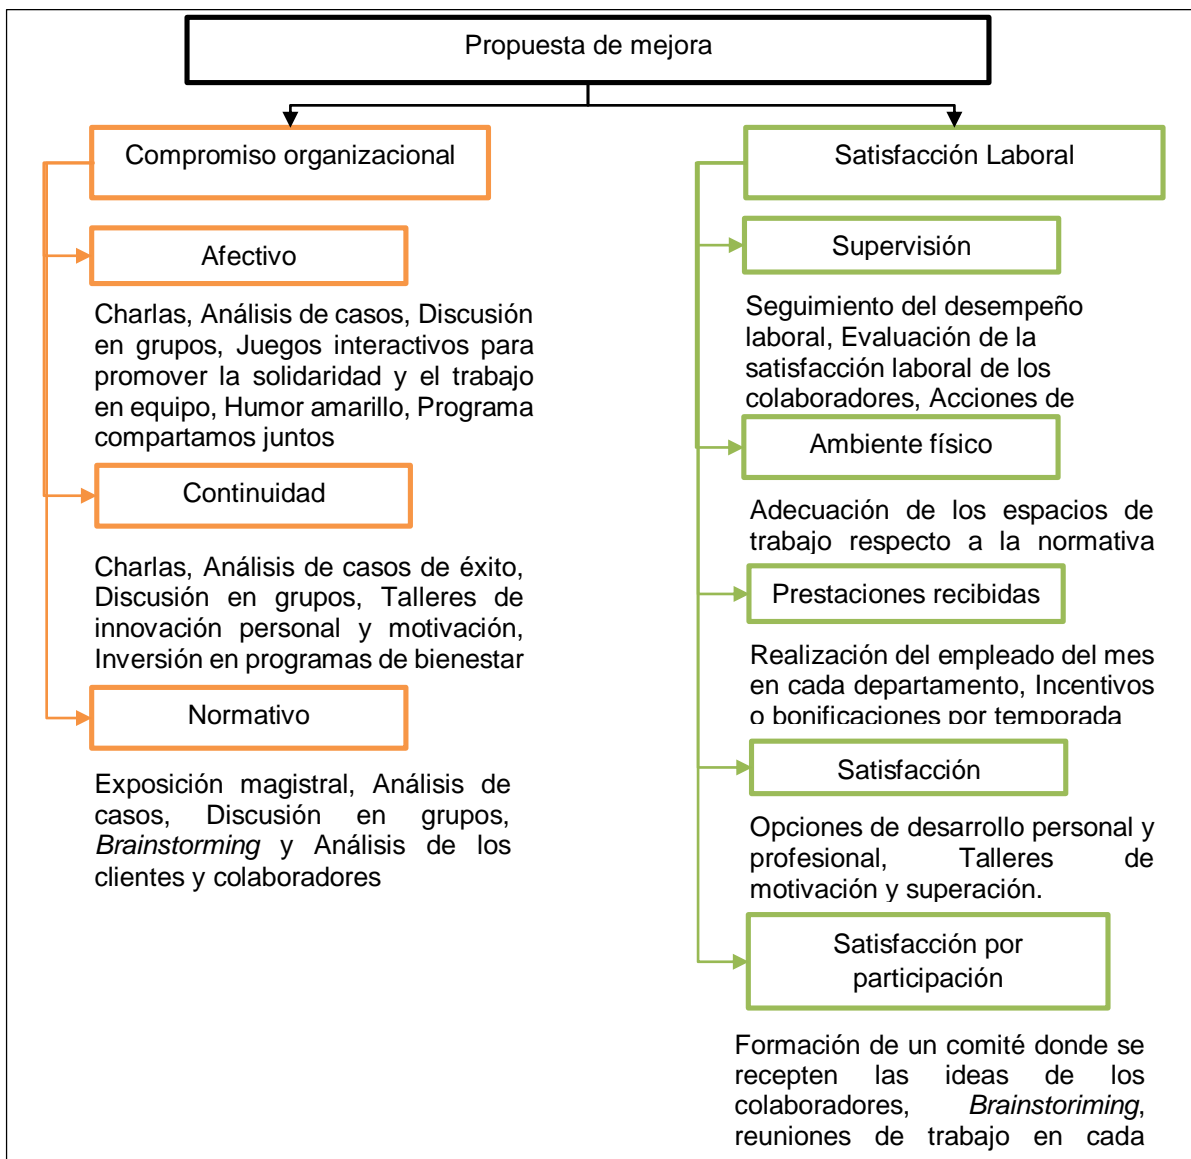 Propuesta de mejora
Compromiso organizacional
Afectivo
Charlas, Análisis de casos, Discusión
en grupos, Juegos interactivos para
promover la solidaridad y el trabajo
en equipo, Humor amarillo, Programa
compartamos juntos
Continuidad
Charlas, Análisis de casos de éxito,
Discusión en grupos, Talleres de
innovación personal y motivación,
Inversión en programas de bienestar
Normativo
Exposición magistral, Análisis de
casos, Discusión en grupos,
Brainstorming y Análisis de los
clientes y colaboradores
Satisfacción Laboral
Supervisión
Seguimiento del desempeño
laboral, Evaluación de la
satisfacción laboral de los
colaboradores, Acciones de
Ambiente físico
Adecuación de los espacios de
trabajo respecto a la normativa
Prestaciones recibidas
Realización del empleado del mes
en cada departamento, Incentivos
o bonificaciones por temporada
Satisfacción
Opciones de desarrollo personal y
profesional, Talleres de
motivación y superación.
Satisfacción por
participación
Formación de un comité donde se
recepten las ideas de los
colaboradores, Brainstoriming,
reuniones de trabajo en cada